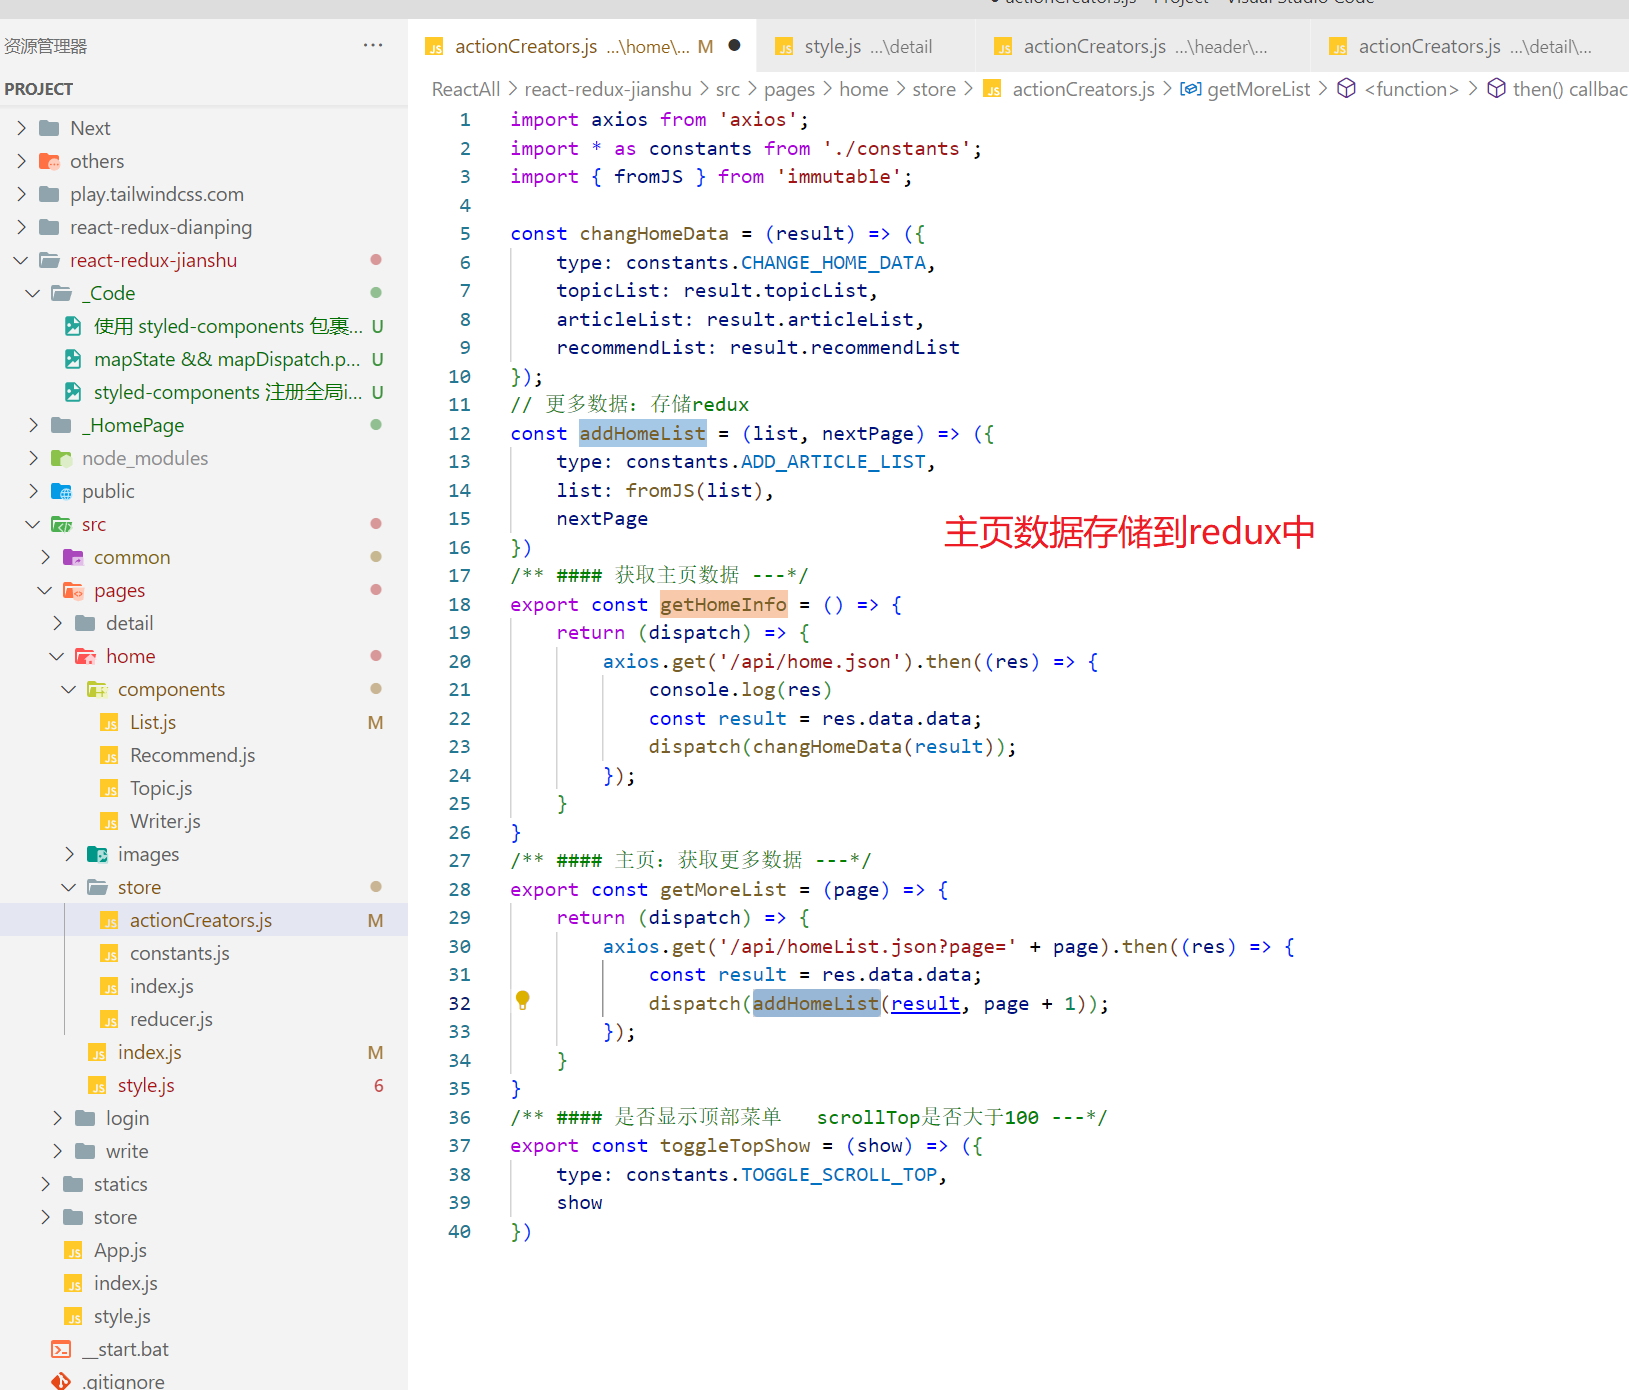 actionCreators.js - Project - Visual Studio Code
资源管理器 ···
PROJECT
Next
others
play.tailwindcss.com
react-redux-dianping
react-redux-jianshu
_Code
使用 styled-components 包裹... U
mapState && mapDispatch.p... U
styled-components 注册全局i... U
_HomePage
node_modules
public
src
common
pages
detail
home
components
List.js M
Recommend.js
Topic.js
Writer.js
images
store
actionCreators.js M
constants.js
index.js
reducer.js
index.js M
style.js 6
login
write
statics
store
App.js
index.js
style.js
__start.bat
.gitignore
actionCreators.js ...\home\... M ●
style.js ...\detail
actionCreators.js ...\header\...
actionCreators.js ...\detail\...
ReactAll > react-redux-jianshu > src > pages > home > store > actionCreators.js > getMoreList > <function> > then() callbac
1 import axios from 'axios';
2 import * as constants from './constants';
3 import { fromJS } from 'immutable';
4
5 const changHomeData = (result) => ({
6 type: constants.CHANGE_HOME_DATA,
7 topicList: result.topicList,
8 articleList: result.articleList,
9 recommendList: result.recommendList
10 });
11 // 更多数据: 存储redux
12 const addHomeList = (list, nextPage) => ({
13 type: constants.ADD_ARTICLE_LIST,
14 list: fromJS(list),
15 nextPage
16 })
主页数据存储到redux中
17 /** #### 获取主页数据 ---*/
18 export const getHomeInfo = () => {
19 return (dispatch) => {
20 axios.get('/api/home.json').then((res) => {
21 console.log(res)
22 const result = res.data.data;
23 dispatch(changHomeData(result));
24 });
25 }
26 }
27 /** #### 主页: 获取更多数据 ---*/
28 export const getMoreList = (page) => {
29 return (dispatch) => {
30 axios.get('/api/homeList.json?page=' + page).then((res) => {
31 const result = res.data.data;
32 dispatch(addHomeList(result, page + 1));
33 });
34 }
35 }
36 /** #### 是否显示顶部菜单 scrollTop是否大于100 ---*/
37 export const toggleTopShow = (show) => ({
38 type: constants.TOGGLE_SCROLL_TOP,
39 show
40 })